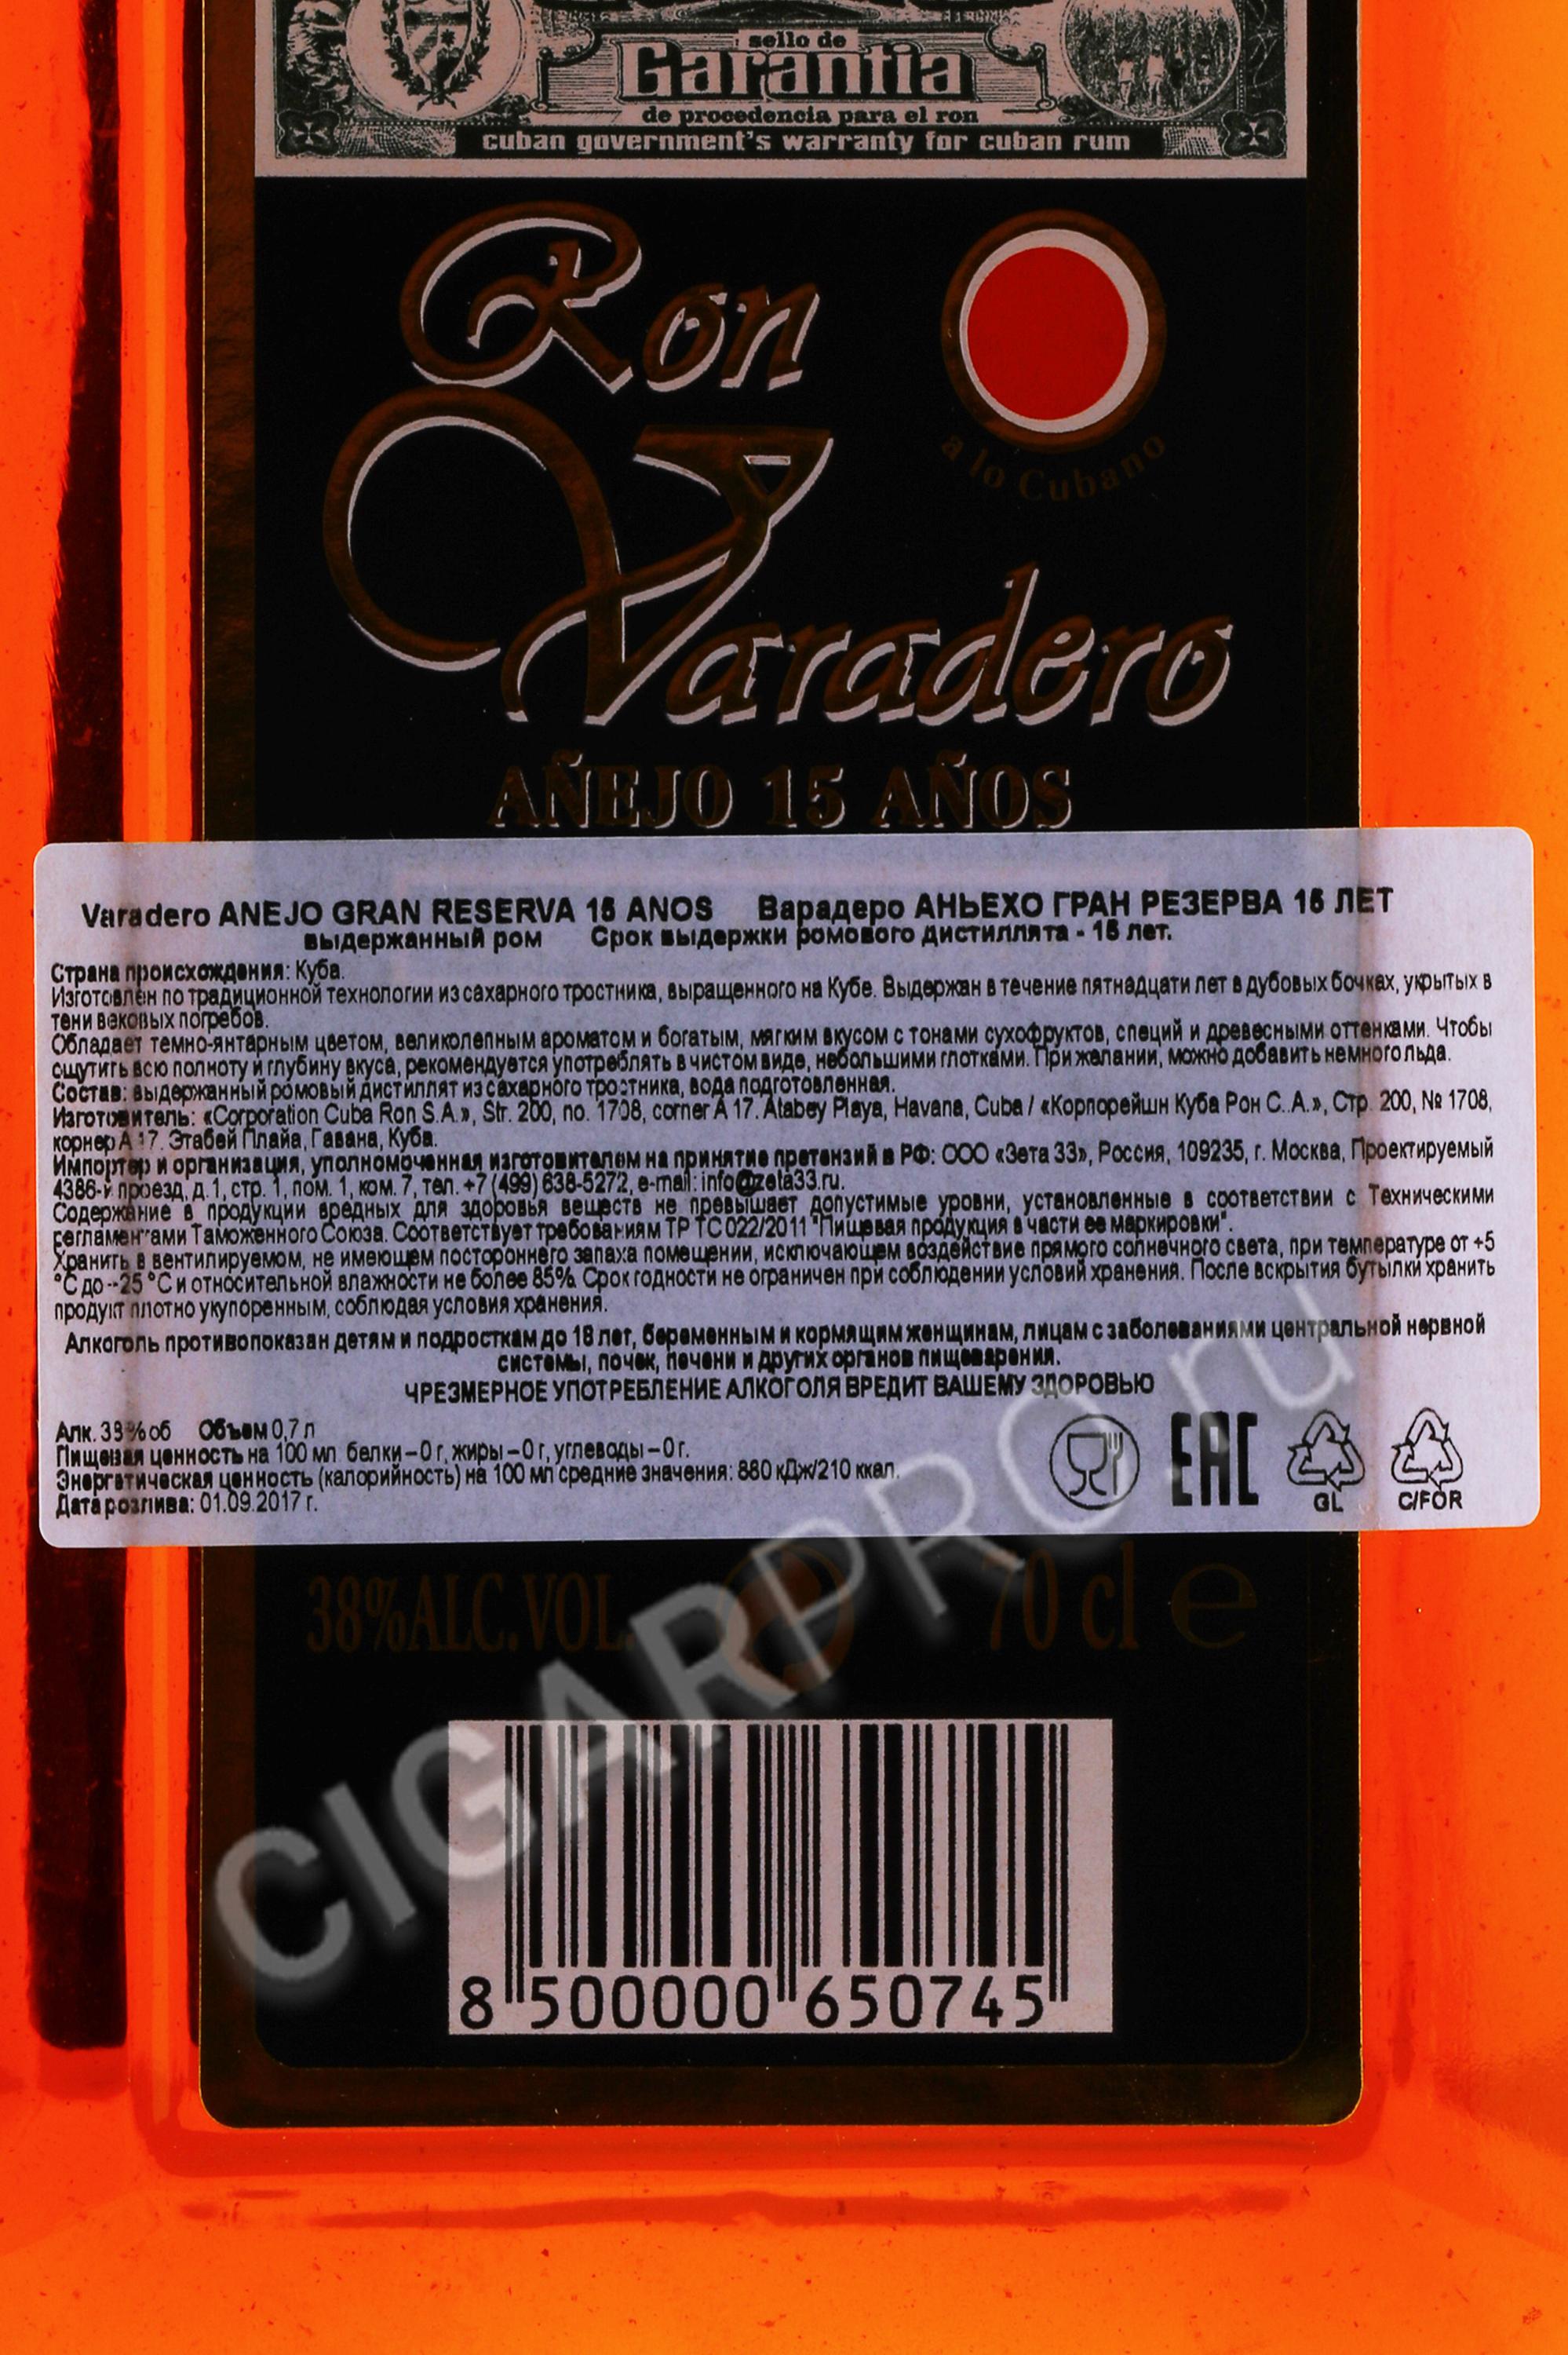 sello de
Garantia
de procedencia para el ron
cuban government's warranty for cuban rum
Ron
a lo Cubano
Varadero
AÑEJO 15 AÑOS
Varadero ANEJO GRAN RESERVA 15 ANOS Варадеро АНЬЕХО ГРАН РЕЗЕРВА 15 ЛЕТ
выдержанный ром Срок выдержки ромового дистиллята - 15 лет.
Страна происхождения: Куба.
Изготовлен по традиционной технологии из сахарного тростника, выращенного на Кубе. Выдержан в течение пятнадцати лет в дубовых бочках, укрытых в
тени вековых погребов.
Обладает темно-янтарным цветом, великолепным ароматом и богатым, мягким вкусом с тонами сухофруктов, специй и древесными оттенками. Чтобы
ощутить всю полноту и глубину вкуса, рекомендуется употреблять в чистом виде, небольшими глотками. При желании, можно добавить немного льда.
Состав: выдержанный ромовый дистиллят из сахарного тростника, вода подготовленная.
Изготовитель: «Corporation Cuba Ron S.A.», Str. 200, no. 1708, corner A 17. Atabey Playa, Havana, Cuba / «Корпорейшн Куба Рон С..А.», Стр. 200, № 1708,
корнер А 17. Этабей Плайа, Гавана, Куба.
Импортер и организация, уполномоченная изготовителем на принятие претензий в РФ: ООО «Зета 33», Россия, 109235, г. Москва, Проектируемый
4386-й проезд, д.1, стр. 1, пом. 1, ком. 7, тел. +7 (499) 638-5272, e-mail: info@zeta33.ru.
Содержание в продукции вредных для здоровья веществ не превышает допустимые уровни, установленные в соответствии с Техническими
регламентами Таможенного Союза. Соответствует требованиям ТР ТС 022/2011 "Пищевая продукция в части ее маркировки".
Хранить в вентилируемом, не имеющем постороннего запаха помещении, исключающем воздействие прямого солнечного света, при температуре от +5
°С до +25 °С и относительной влажности не более 85%. Срок годности не ограничен при соблюдении условий хранения. После вскрытия бутылки хранить
продукт плотно укупоренным, соблюдая условия хранения.
Алкоголь противопоказан детям и подросткам до 18 лет, беременным и кормящим женщинам, лицам с заболеваниями центральной нервной
системы, почек, печени и других органов пищеварения.
ЧРЕЗМЕРНОЕ УПОТРЕБЛЕНИЕ АЛКОГОЛЯ ВРЕДИТ ВАШЕМУ ЗДОРОВЬЮ
Алк. 38% об Объем 0,7 л
Пищевая ценность на 100 мл. белки – 0 г, жиры – 0 г, углеводы – 0 г.
Энергетическая ценность (калорийность) на 100 мл средние значения: 880 кДж/210 ккал.
Дата розлива: 01.09.2017 г.
EAC
GL C/FOR
38%ALC.VOL. 70 cl e
CIGARPRO.ru
8 500000 650745